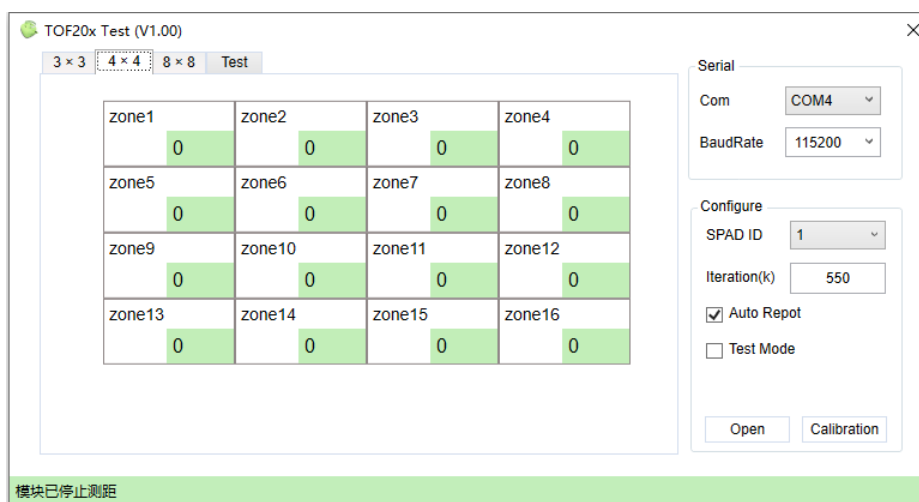 TOF20x Test (V1.00)
3 × 3 4 × 4 8 × 8 Test
zone1 zone2 zone3 zone4
0 0 0 0
zone5 zone6 zone7 zone8
0 0 0 0
zone9 zone10 zone11 zone12
0 0 0 0
zone13 zone14 zone15 zone16
0 0 0 0
Serial
Com COM4
BaudRate 115200
Configure
SPAD ID 1
Iteration(k) 550
Auto Repot
Test Mode
Open Calibration
模块已停止测距